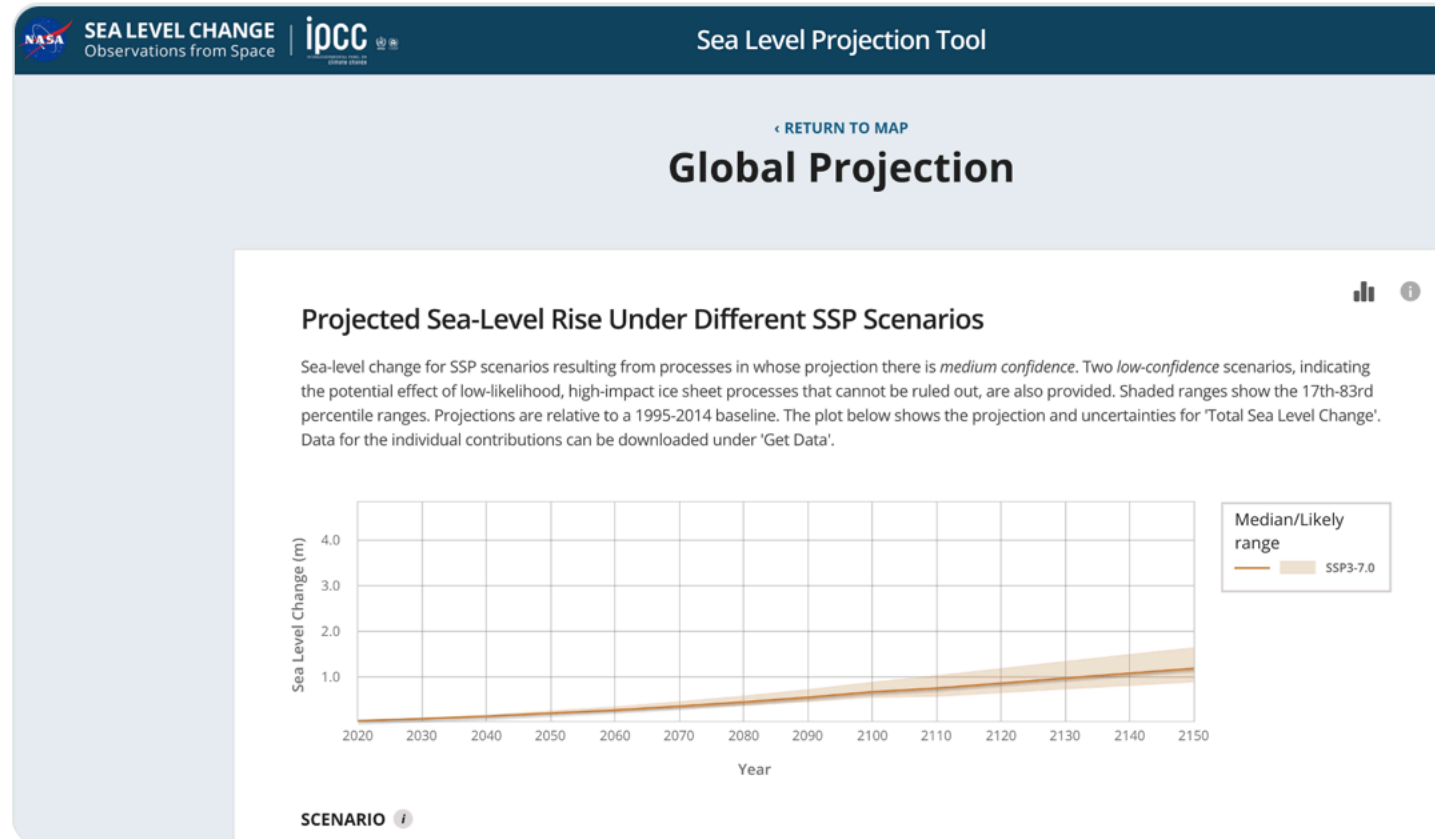 NASA
SEA LEVEL CHANGE
Observations from Space
ipcc
INTERGOVERNMENTAL PANEL ON climate change
Sea Level Projection Tool
‹ RETURN TO MAP
Global Projection
Projected Sea-Level Rise Under Different SSP Scenarios
Sea-level change for SSP scenarios resulting from processes in whose projection there is medium confidence. Two low-confidence scenarios, indicating
the potential effect of low-likelihood, high-impact ice sheet processes that cannot be ruled out, are also provided. Shaded ranges show the 17th-83rd
percentile ranges. Projections are relative to a 1995-2014 baseline. The plot below shows the projection and uncertainties for 'Total Sea Level Change'.
Data for the individual contributions can be downloaded under 'Get Data'.
Sea Level Change (m)
4.0
3.0
2.0
1.0
2020 2030 2040 2050 2060 2070 2080 2090 2100 2110 2120 2130 2140 2150
Year
Median/Likely
range
SSP3-7.0
SCENARIO i